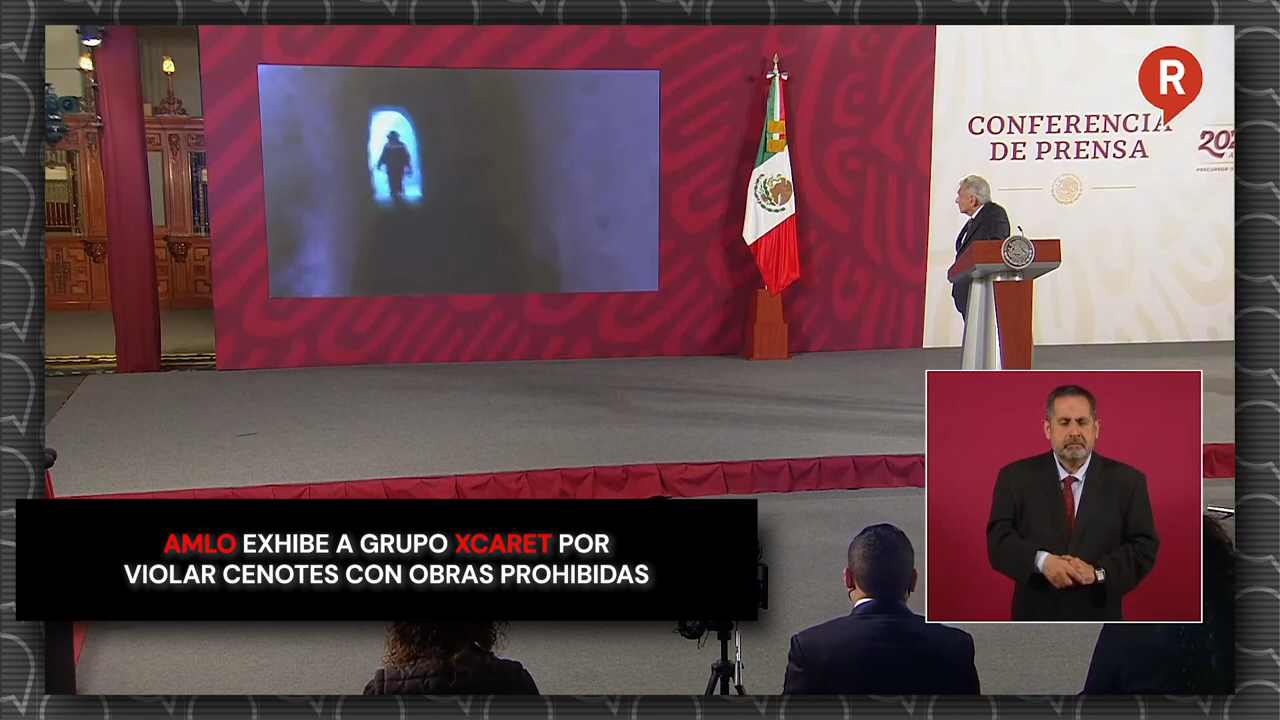 R
CONFERENCIA
DE PRENSA
AMLO EXHIBE A GRUPO XCARET POR
VIOLAR CENOTES CON OBRAS PROHIBIDAS